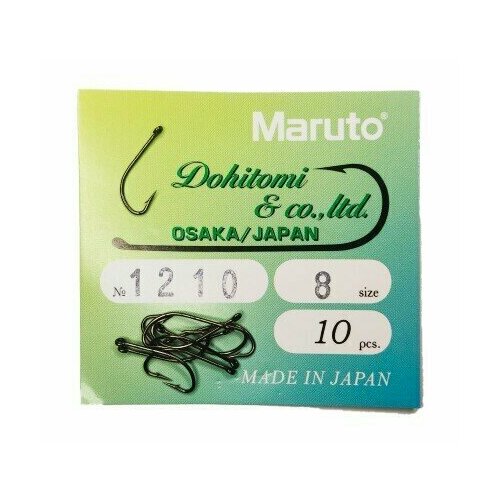 Maruto®
Dohitomi
& co.,ltd.
OSAKA/JAPAN
№ 1210
8 size
10 pcs.
MADE IN JAPAN